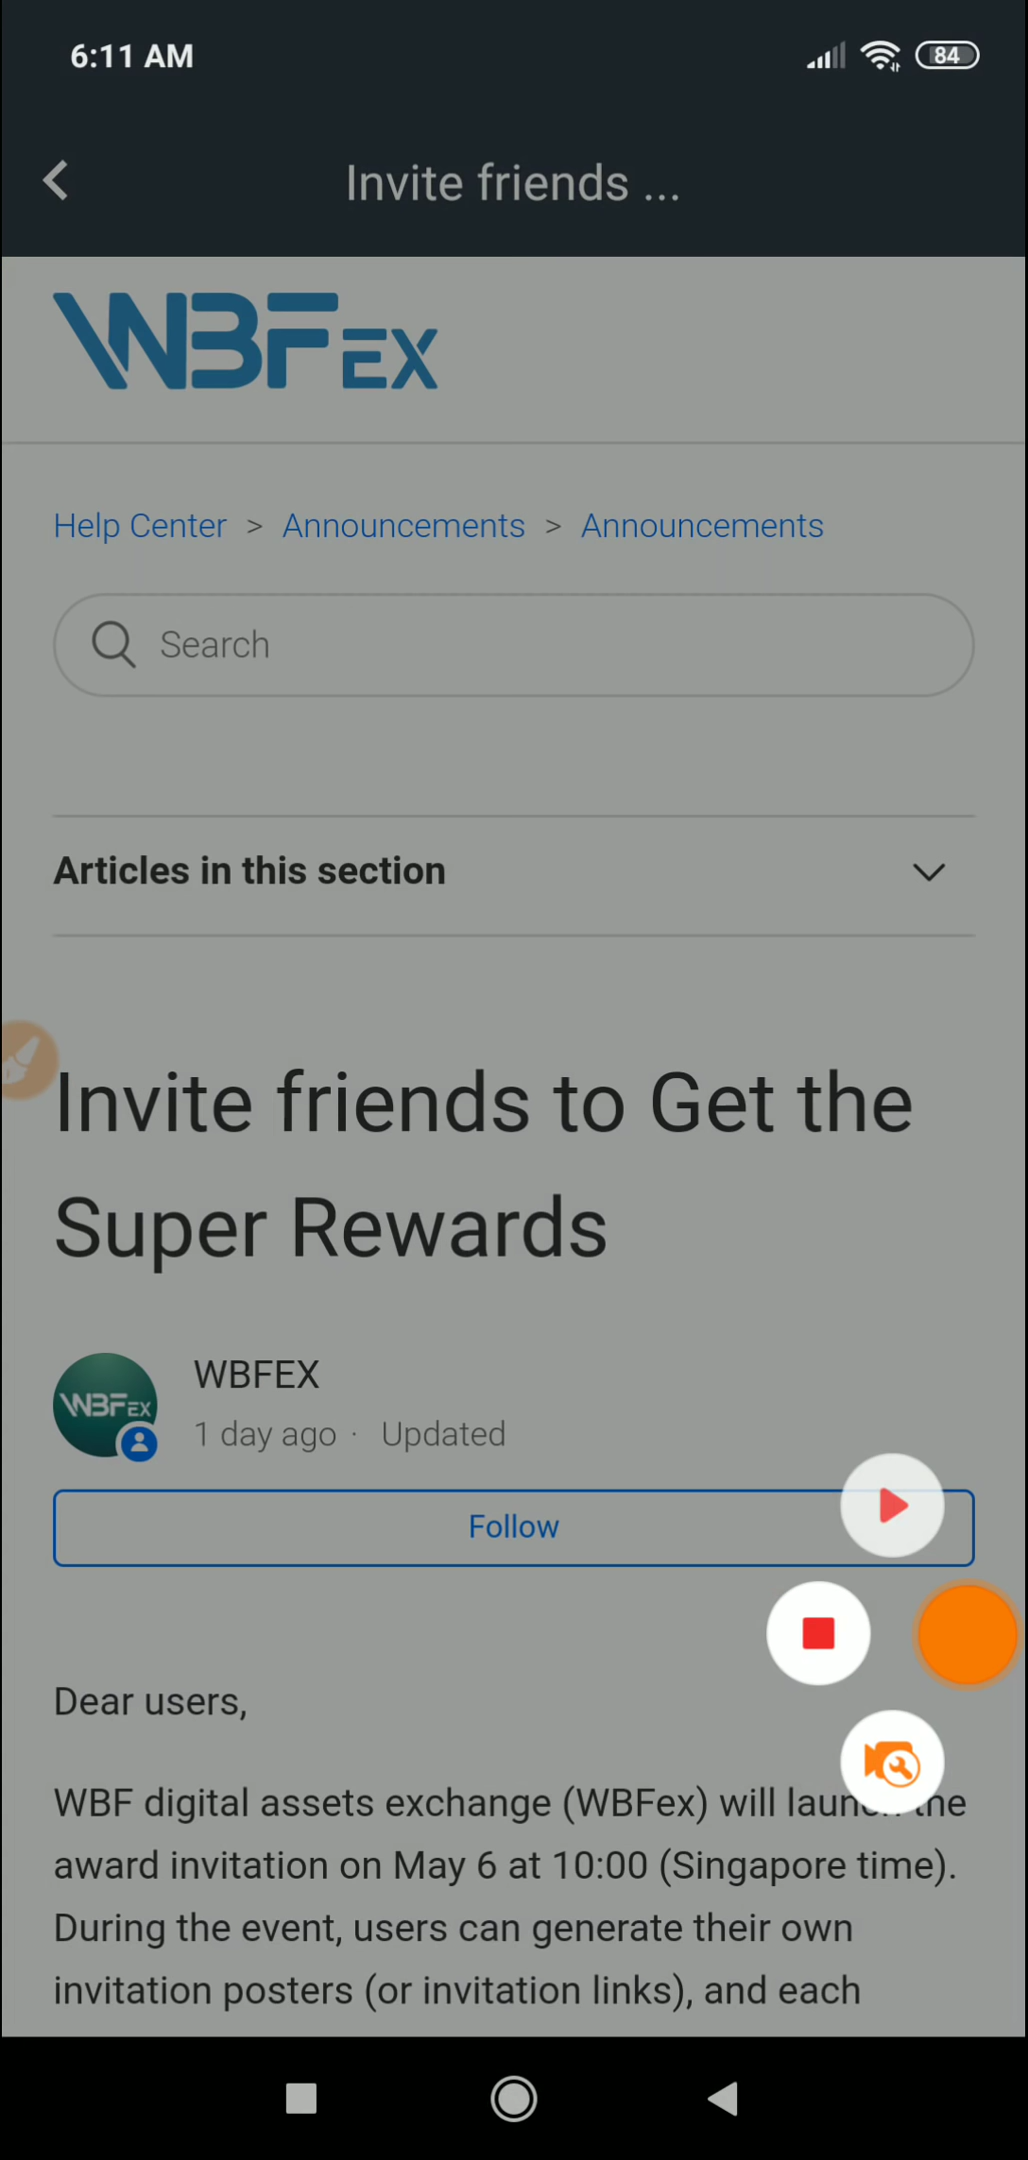 6:11 AM
84
Invite friends ...
WBFEX
Help Center > Announcements > Announcements
Search
Articles in this section
Invite friends to Get the
Super Rewards
WBFEX
WBFEX
1 day ago · Updated
Follow
Dear users,
WBF digital assets exchange (WBFex) will launch the
award invitation on May 6 at 10:00 (Singapore time).
During the event, users can generate their own
invitation posters (or invitation links), and each